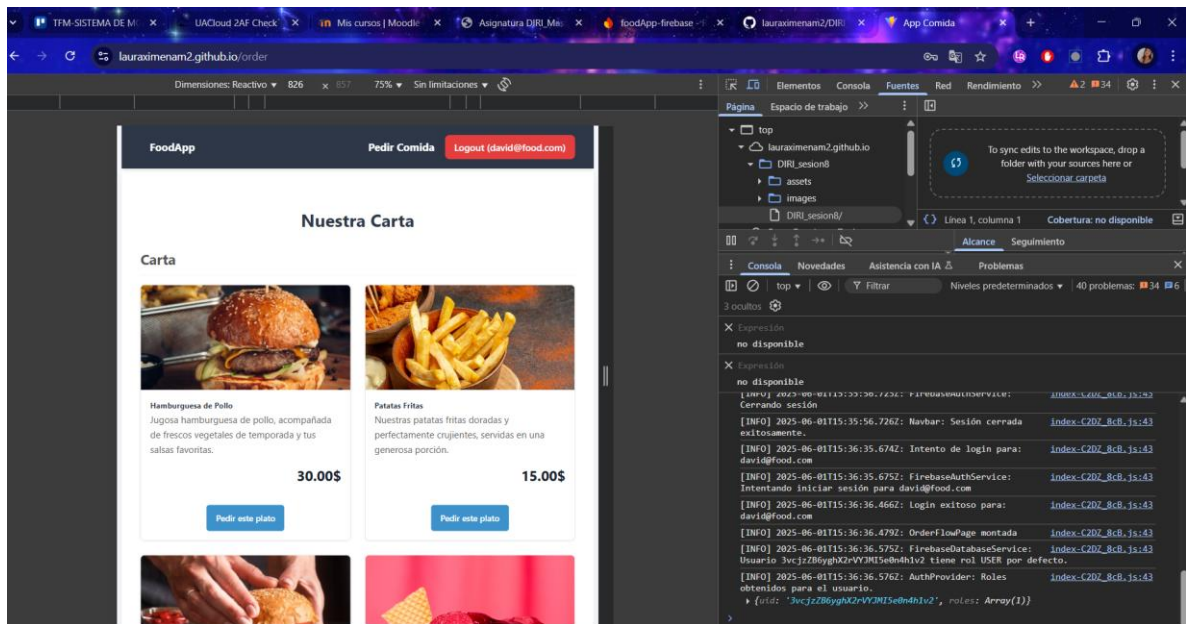 TFM-SISTEMA DE M
UACloud 2AF Check
Mis cursos | Moodle
Asignatura DIRI_Mas
foodApp-firebase -
lauraximenam2/DIRI
App Comida
lauraximenam2.github.io/order
Dimensiones: Reactivo 826 x 857 75% Sin limitaciones
Elementos Consola Fuentes Red Rendimiento 2 34
Página Espacio de trabajo
top
lauraximenam2.github.io
DIRI_sesion8
assets
images
DIRI_sesion8/
To sync edits to the workspace, drop a
folder with your sources here or
Seleccionar carpeta
{} Línea 1, columna 1 Cobertura: no disponible
Alcance Seguimiento
Consola Novedades Asistencia con IA Problemas
top Filtrar Niveles predeterminados 40 problemas: 34 6
3 ocultos
Expresión
no disponible
Expresión
no disponible
[INFO] 2025-06-01T15:35:56.725Z: FirebaseAuthService: index-C2DZ_8cB.js:43
Cerrando sesión
[INFO] 2025-06-01T15:35:56.726Z: Navbar: Sesión cerrada index-C2DZ_8cB.js:43
exitosamente.
[INFO] 2025-06-01T15:36:35.674Z: Intento de login para: index-C2DZ_8cB.js:43
david@food.com
[INFO] 2025-06-01T15:36:35.675Z: FirebaseAuthService: index-C2DZ_8cB.js:43
Intentando iniciar sesión para david@food.com
[INFO] 2025-06-01T15:36:36.466Z: Login exitoso para: index-C2DZ_8cB.js:43
david@food.com
[INFO] 2025-06-01T15:36:36.479Z: OrderFlowPage montada index-C2DZ_8cB.js:43
[INFO] 2025-06-01T15:36:36.575Z: FirebaseDatabaseService: index-C2DZ_8cB.js:43
Usuario 3vcjzZB6yghX2rVYJMI5e0n4h1v2 tiene rol USER por defecto.
[INFO] 2025-06-01T15:36:36.576Z: AuthProvider: Roles index-C2DZ_8cB.js:43
obtenidos para el usuario.
{uid: '3vcjzZB6yghX2rVYJMI5e0n4h1v2', roles: Array(1)}
FoodApp Pedir Comida Logout (david@food.com)
Nuestra Carta
Carta
Hamburguesa de Pollo
Jugosa hamburguesa de pollo, acompañada
de frescos vegetales de temporada y tus
salsas favoritas.
30.00$
Pedir este plato
Patatas Fritas
Nuestras patatas fritas doradas y
perfectamente crujientes, servidas en una
generosa porción.
15.00$
Pedir este plato